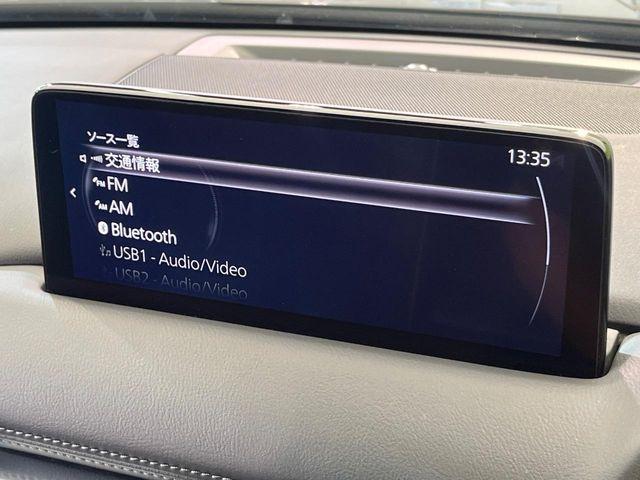 ソース一覧
13:35
交通情報
FM
AM
Bluetooth
USB1 - Audio/Video
USB2 - Audio/Video